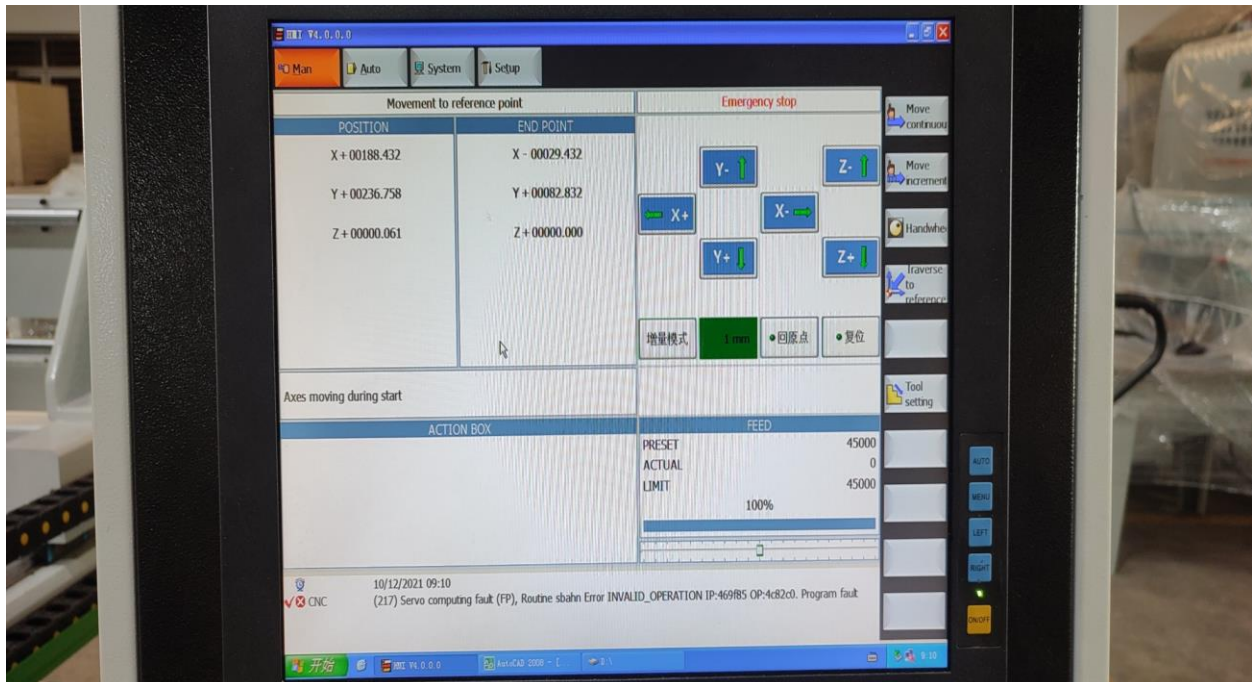 HMI V4.0.0.0
Man
Auto
System
Setup
Movement to reference point
Emergency stop
POSITION
END POINT
X + 00188.432
X - 00029.432
Y + 00236.758
Y + 00082.832
Z + 00000.061
Z + 00000.000
Y-
Z-
X+
X-
Y+
Z+
增量模式
1 mm
回原点
复位
Move
continuou
Move
increment
Handwhe
Traverse
to
reference
Tool
setting
Axes moving during start
ACTION BOX
FEED
PRESET 45000
ACTUAL 0
LIMIT 45000
100%
10/12/2021 09:10
CNC (217) Servo computing fault (FP), Routine sbahn Error INVALID_OPERATION IP:469f85 OP:4c82c0. Program fault
开始
HMI V4.0.0.0
AutoCAD 2008 - [...
9:10
AUTO
MENU
LEFT
RIGHT
ON/OFF